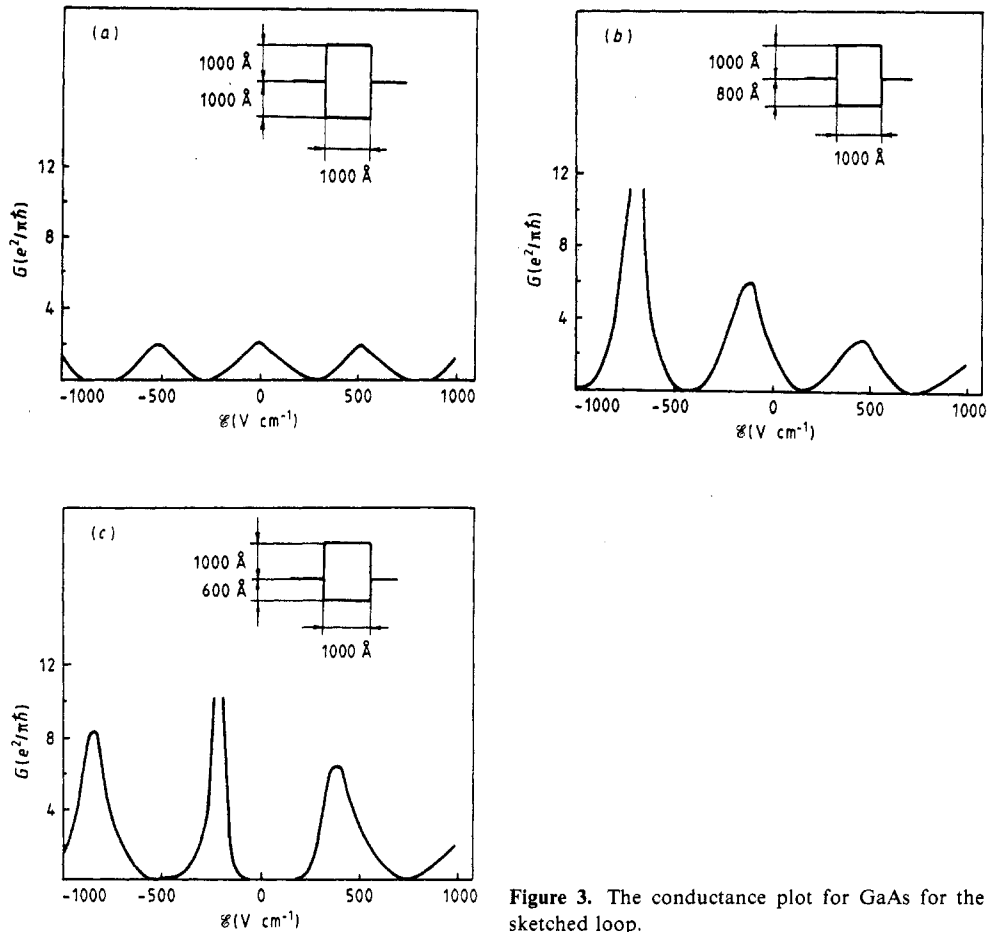 (a)
1000 Å
1000 Å
1000 Å
12
8
4
G(e²/πℏ)
-1000 -500 0 500 1000
ℰ(V cm⁻¹)
(b)
1000 Å
800 Å
1000 Å
12
8
4
G(e²/πℏ)
-1000 -500 0 500 1000
ℰ(V cm⁻¹)
(c)
1000 Å
600 Å
1000 Å
12
8
4
G(e²/πℏ)
-1000 -500 0 500 1000
ℰ(V cm⁻¹)
Figure 3. The conductance plot for GaAs for the
sketched loop.